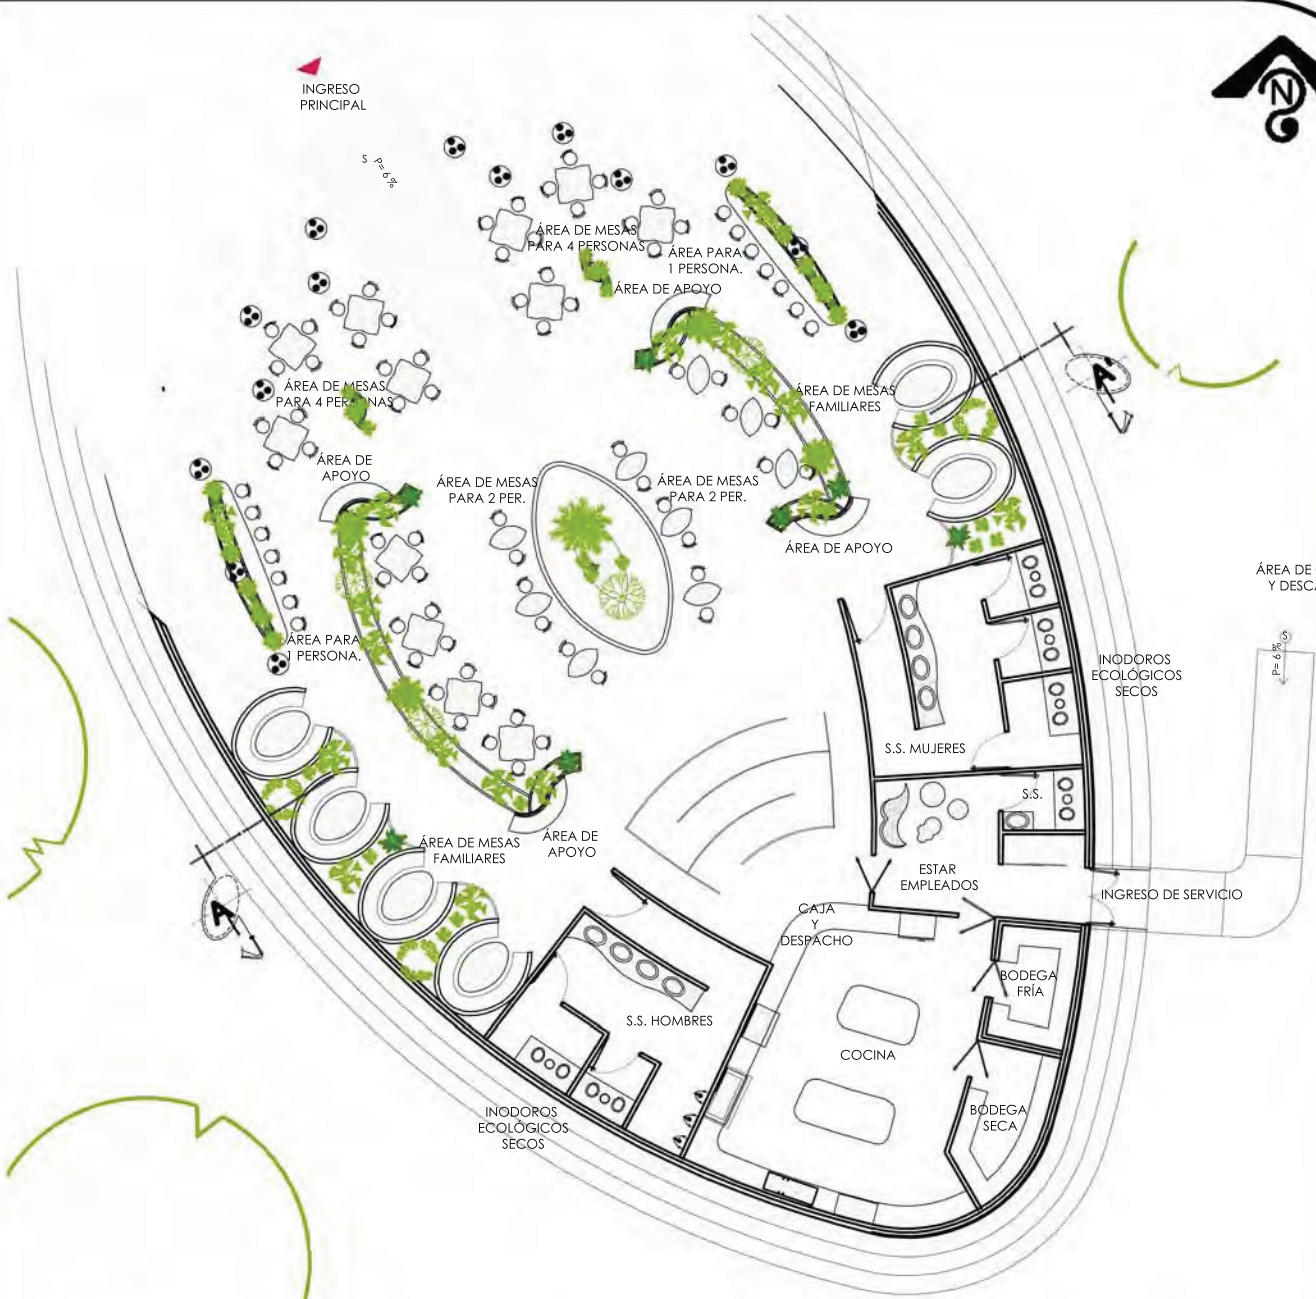 N
INGRESO
PRINCIPAL
S P= 6 %
ÁREA DE MESAS
PARA 4 PERSONAS
ÁREA PARA
1 PERSONA.
ÁREA DE APOYO
ÁREA DE MESAS
PARA 4 PERSONAS
ÁREA DE MESAS
FAMILIARES
A'
ÁREA DE
APOYO
ÁREA DE MESAS
PARA 2 PER.
ÁREA DE MESAS
PARA 2 PER.
ÁREA DE APOYO
ÁREA DE
ÁREA PARA
1 PERSONA.
S
P= 6 %
INODOROS
ECOLÓGICOS
SECOS
S.S. MUJERES
S.S.
ÁREA DE MESAS
FAMILIARES
ÁREA DE
APOYO
ESTAR
EMPLEADOS
INGRESO DE SERVICIO
A
CAJA
Y
DESPACHO
BODEGA
FRÍA
S.S. HOMBRES
COCINA
INODOROS
ECOLÓGICOS
SECOS
BODEGA
SECA